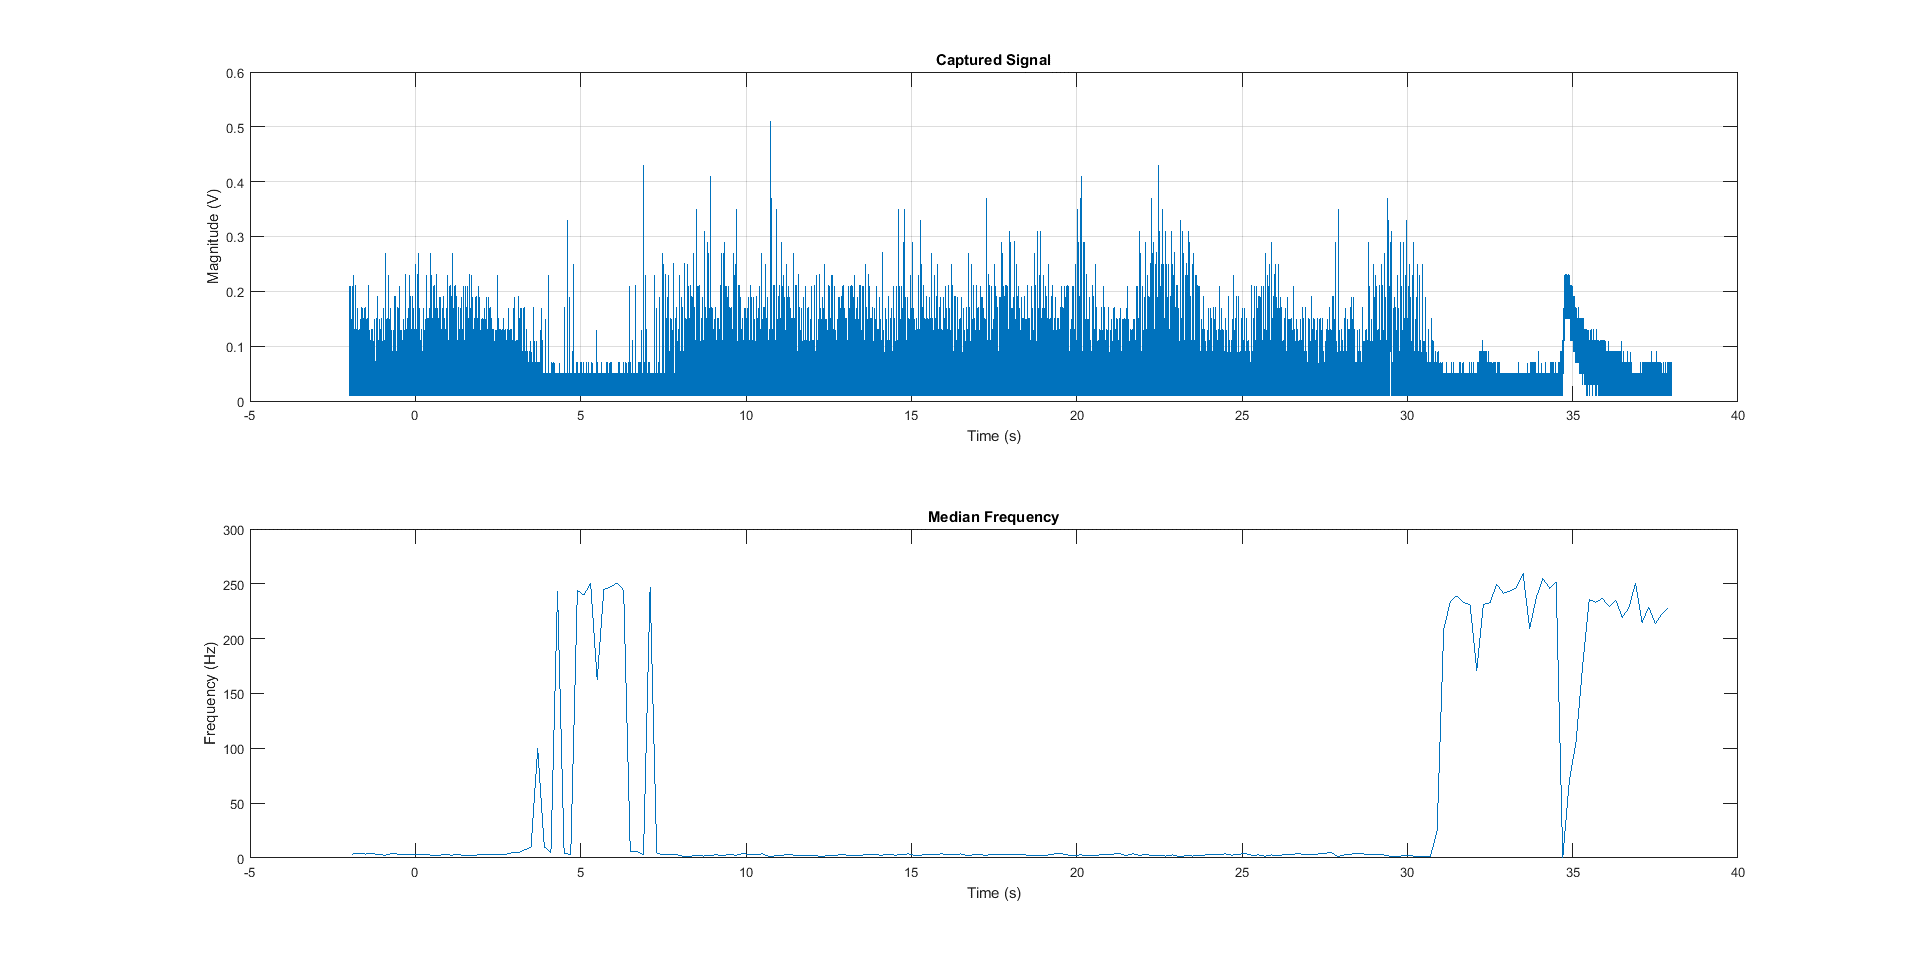 Captured Signal
0.6
0.5
0.4
0.3
0.2
0.1
0
Magnitude (V)
-5 0 5 10 15 20 25 30 35 40
Time (s)
Median Frequency
300
250
200
150
100
50
0
Frequency (Hz)
-5 0 5 10 15 20 25 30 35 40
Time (s)